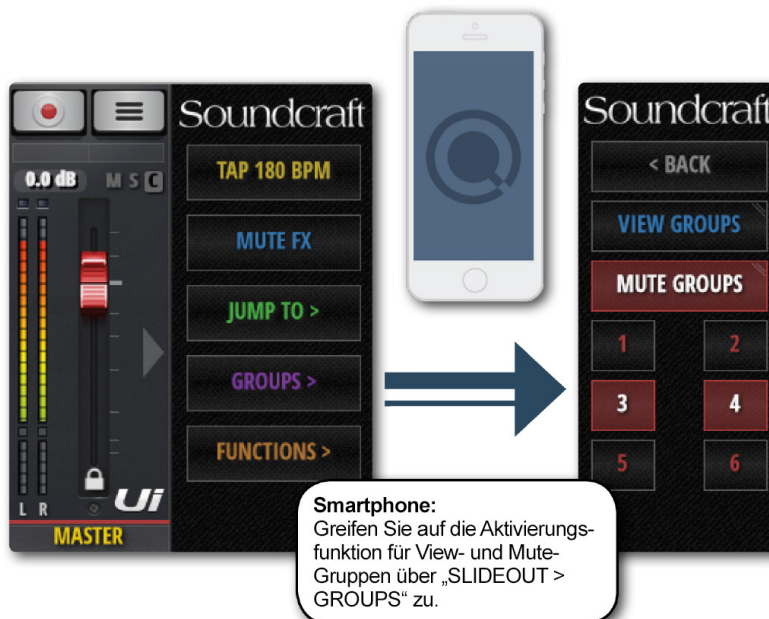 Soundcraft
0.0 dB M S C
TAP 180 BPM
MUTE FX
JUMP TO >
GROUPS >
FUNCTIONS >
L R
Ui
MASTER
Soundcraft
< BACK
VIEW GROUPS
MUTE GROUPS
1 2
3 4
5 6
Smartphone:
Greifen Sie auf die Aktivierungs-
funktion für View- und Mute-
Gruppen über „SLIDEOUT >
GROUPS“ zu.